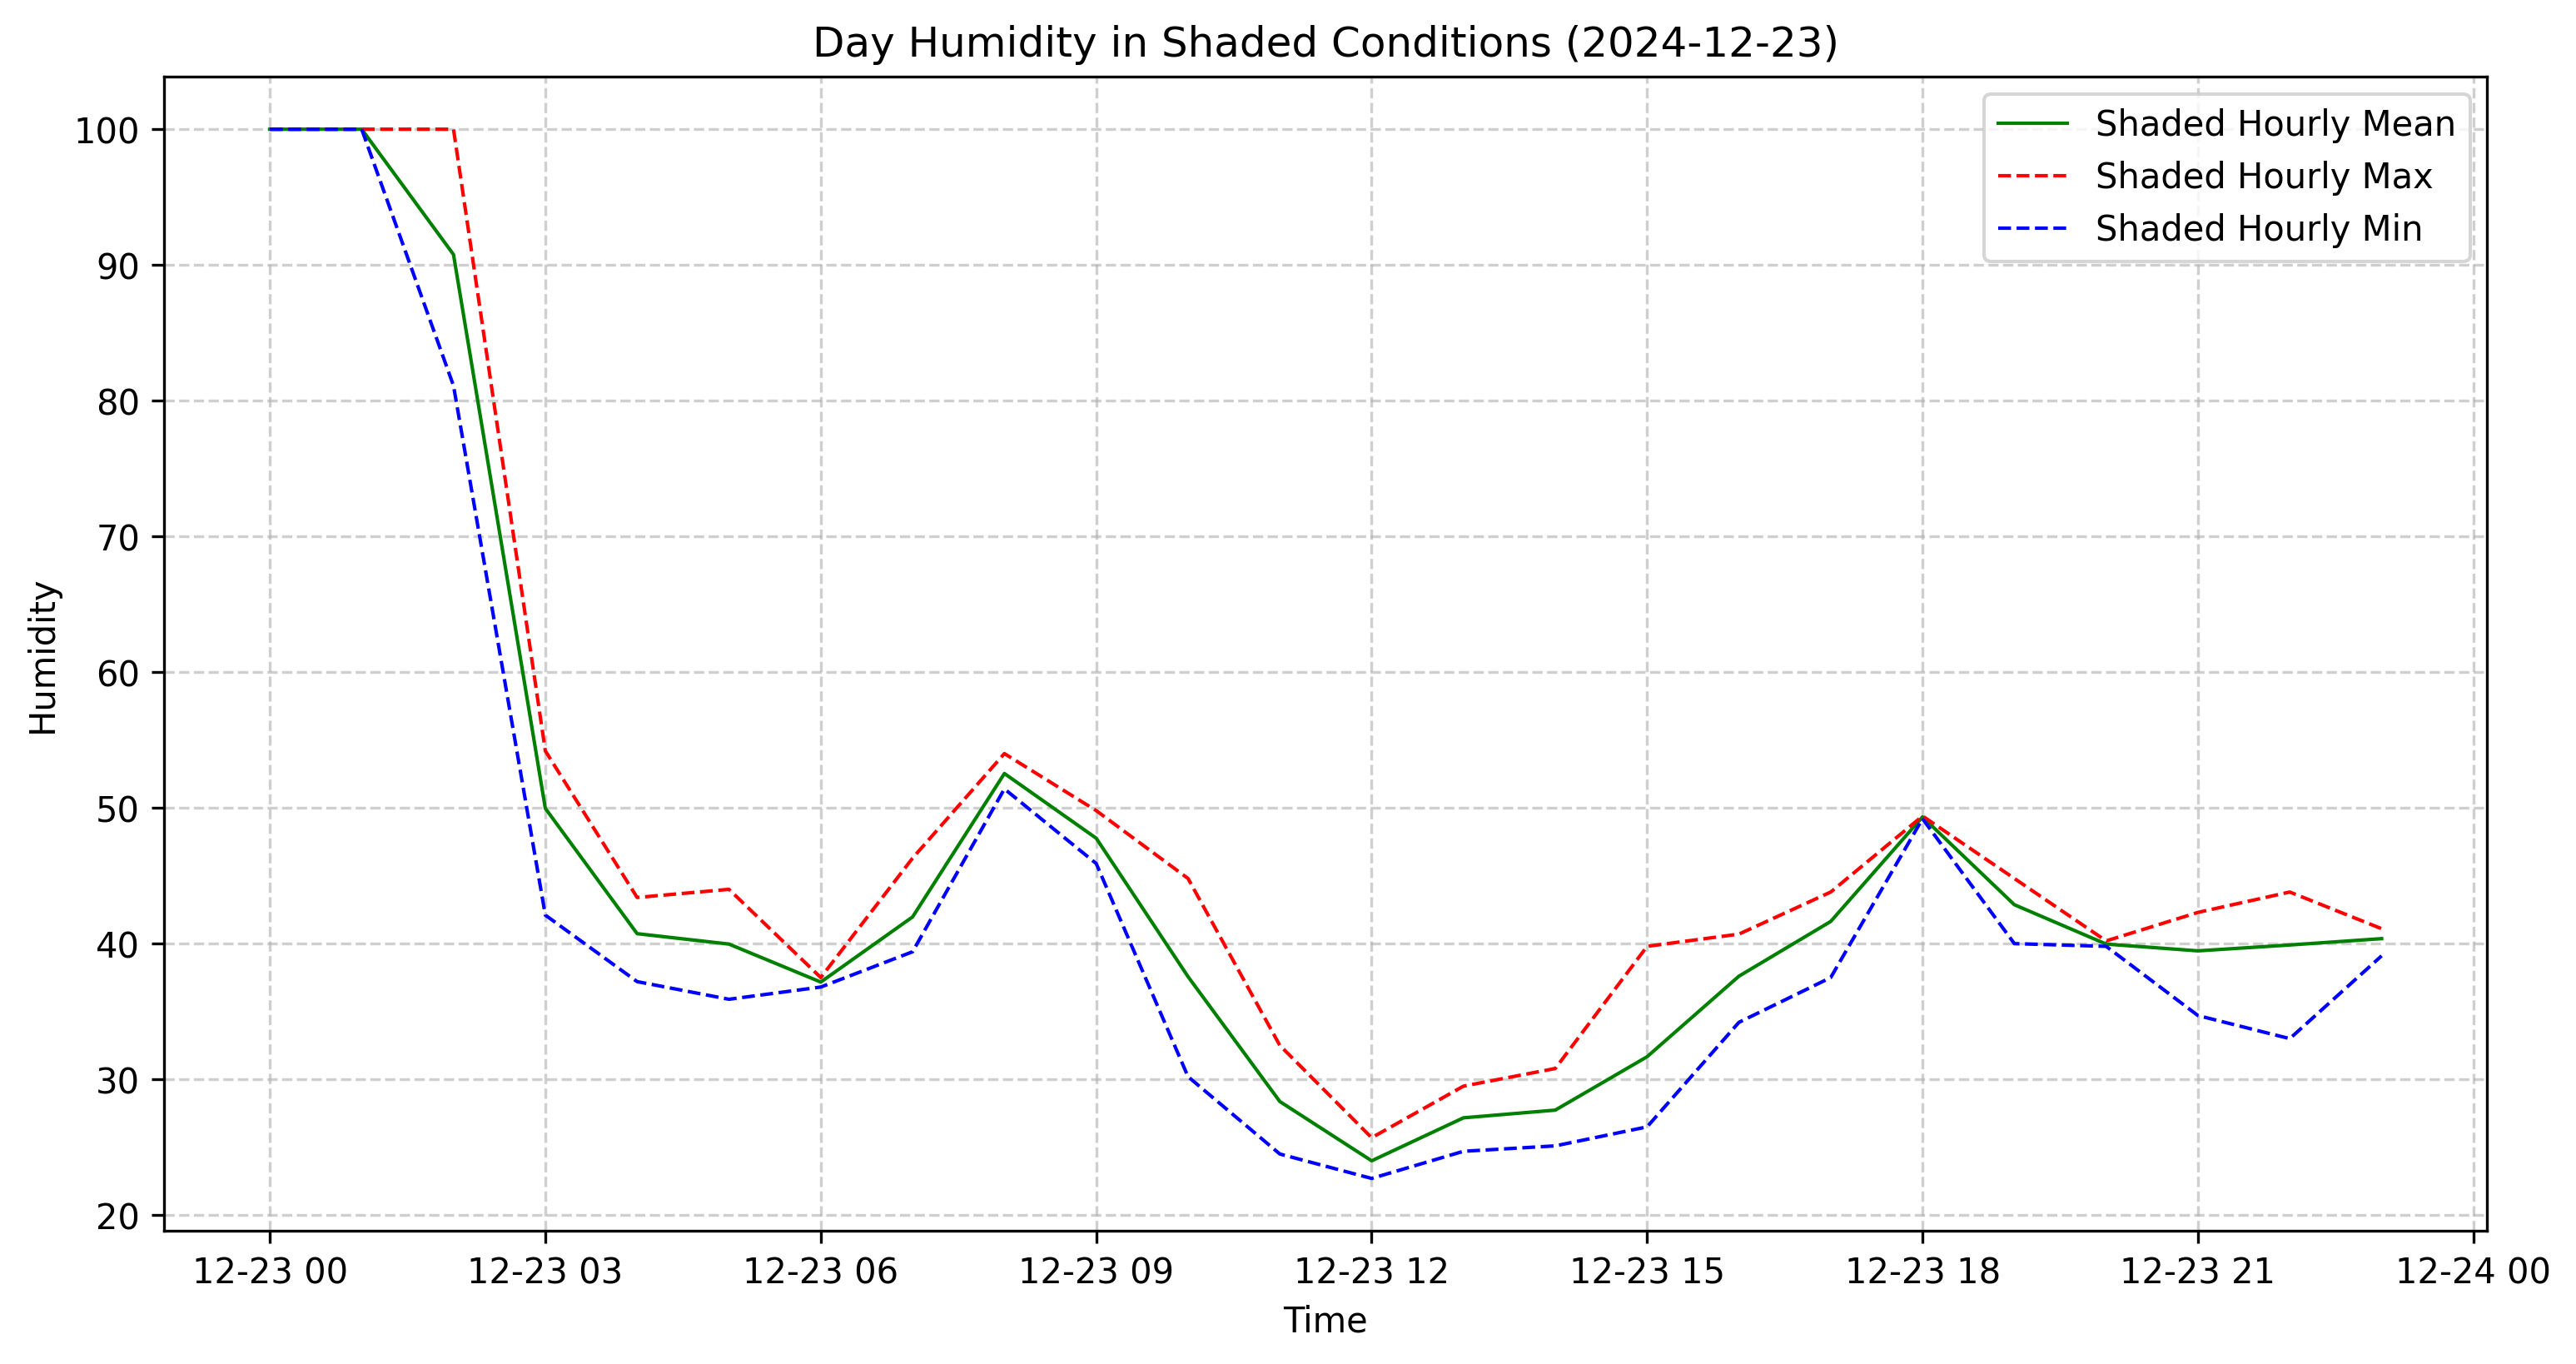 Day Humidity in Shaded Conditions (2024-12-23)
Shaded Hourly Mean
Shaded Hourly Max
Shaded Hourly Min
Humidity
100
90
80
70
60
50
40
30
20
12-23 00 12-23 03 12-23 06 12-23 09 12-23 12 12-23 15 12-23 18 12-23 21 12-24 00
Time